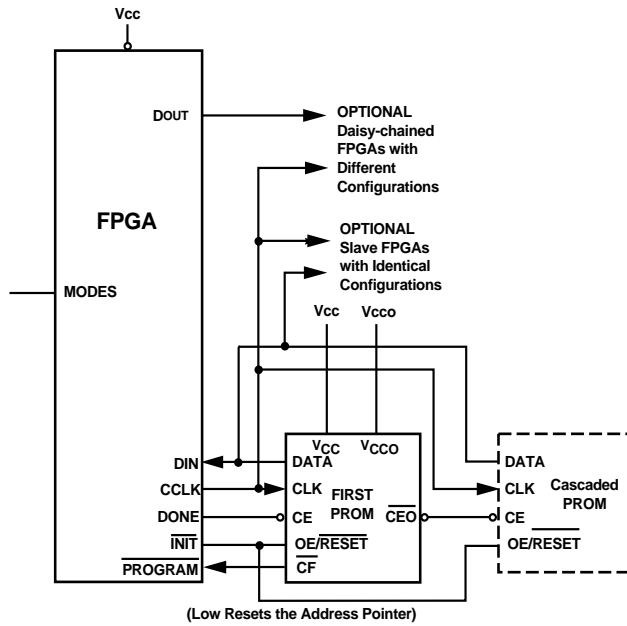 Vcc
DOUT
OPTIONAL
Daisy-chained
FPGAs with
Different
Configurations
FPGA
OPTIONAL
Slave FPGAs
with Identical
Configurations
MODES
Vcc
Vcco
VCC
VCCO
DIN
DATA
DATA
CCLK
CLK
FIRST
PROM
CLK
Cascaded
PROM
DONE
CE
CEO
CE
INIT
OE/RESET
OE/RESET
PROGRAM
CF
(Low Resets the Address Pointer)